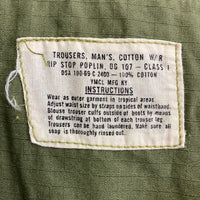 TROUSERS, MAN'S, COTTON W/R
RIP STOP POPLIN, OG 107 - CLASS 1
DSA 100-69 C 2400 - 100% COTTON
YMCL MFG KY
INSTRUCTIONS
Wear as outer garment in tropical areas.
Adjust waist size by straps on sides of waistband.
Blouse trouser cuffs outside of boots by means
of drawstring at bottom of each trouser leg.
Trousers can be hand laundered. Make sure all
soap is thoroughly rinsed out.